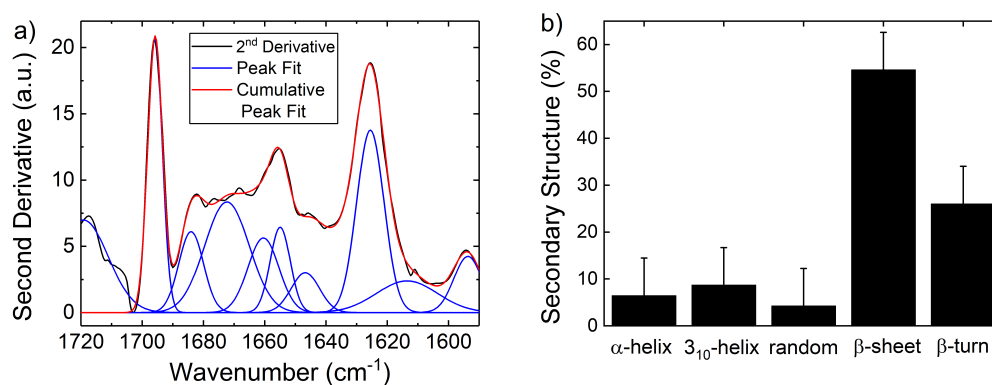 a)
2nd Derivative
Peak Fit
Cumulative
Peak Fit
Second Derivative (a.u.)
20
15
10
5
0
1720 1700 1680 1660 1640 1620 1600
Wavenumber (cm-1)
b)
Secondary Structure (%)
60
50
40
30
20
10
0
α-helix 310-helix random β-sheet β-turn